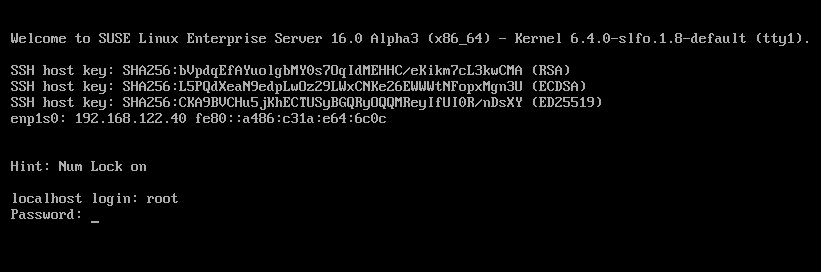 Welcome to SUSE Linux Enterprise Server 16.0 Alpha3 (x86_64) - Kernel 6.4.0-slfo.1.8-default (tty1).
SSH host key: SHA256:bVpdqEfAYuolgbMY0s7OqIdMEHHC/eKikm7cL3kwCMA (RSA)
SSH host key: SHA256:L5PQdXeaN9edpLwOz29LWxCNKe26EWWWtNFopxMgn3U (ECDSA)
SSH host key: SHA256:CKA9BVCHu5jKhECTUSyBGQRyOQQMReyIfUI0R/nDsXY (ED25519)
enp1s0: 192.168.122.40 fe80::a486:c31a:e64:6c0c
Hint: Num Lock on
localhost login: root
Password: _